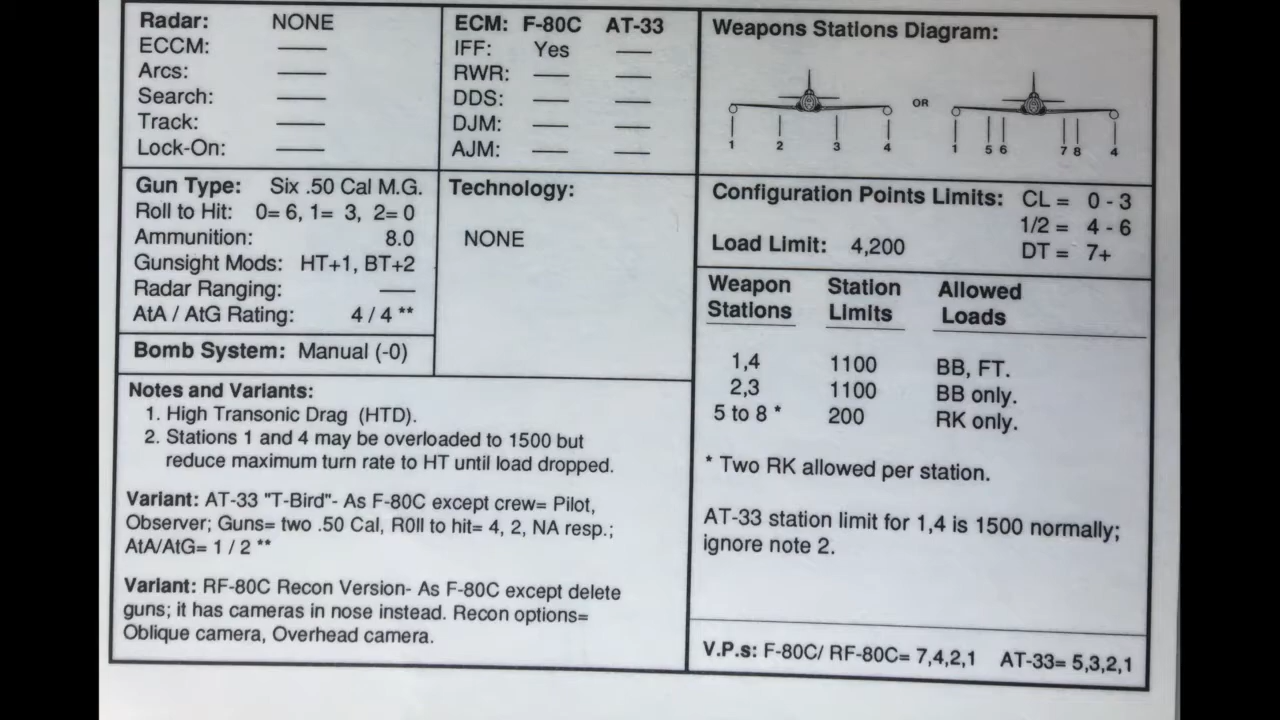 Radar: NONE
ECCM: ——
Arcs: ——
Search: ——
Track: ——
Lock-On: ——
ECM: F-80C AT-33
IFF: Yes ——
RWR: —— ——
DDS: —— ——
DJM: —— ——
AJM: —— ——
Weapons Stations Diagram:
OR
1 2 3 4 1 5 6 7 8 4
Gun Type: Six .50 Cal M.G.
Roll to Hit: 0= 6, 1= 3, 2= 0
Ammunition: 8.0
Gunsight Mods: HT+1, BT+2
Radar Ranging: ——
AtA / AtG Rating: 4 / 4 **
Bomb System: Manual (-0)
Technology:
NONE
Configuration Points Limits: CL = 0 - 3
1/2 = 4 - 6
Load Limit: 4,200 DT = 7+
Weapon Station Allowed
Stations Limits Loads
1,4 1100 BB, FT.
2,3 1100 BB only.
5 to 8 * 200 RK only.
* Two RK allowed per station.
AT-33 station limit for 1,4 is 1500 normally;
ignore note 2.
Notes and Variants:
1. High Transonic Drag (HTD).
2. Stations 1 and 4 may be overloaded to 1500 but
reduce maximum turn rate to HT until load dropped.
Variant: AT-33 "T-Bird"- As F-80C except crew= Pilot,
Observer; Guns= two .50 Cal, R0ll to hit= 4, 2, NA resp.;
AtA/AtG= 1 / 2 **
Variant: RF-80C Recon Version- As F-80C except delete
guns; it has cameras in nose instead. Recon options=
Oblique camera, Overhead camera.
V.P.s: F-80C/ RF-80C= 7,4,2,1 AT-33= 5,3,2,1